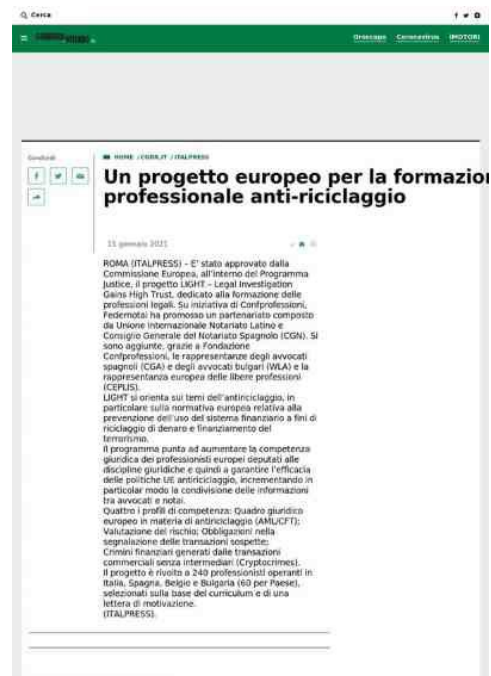 Cerca
Oroscopo Coronavirus IMOTORI
Condividi
HOME /CORR.IT /ITALPRESS
Un progetto europeo per la formazion
professionale anti-riciclaggio
15 gennaio 2021
ROMA (ITALPRESS) – E' stato approvato dalla
Commissione Europea, all'interno del Programma
Justice, il progetto LIGHT – Legal Investigation
Gains High Trust, dedicato alla formazione delle
professioni legali. Su iniziativa di Confprofessioni,
Federnotai ha promosso un partenariato composto
da Unione Internazionale Notariato Latino e
Consiglio Generale del Notariato Spagnolo (CGN). Si
sono aggiunte, grazie a Fondazione
Confprofessioni, le rappresentanze degli avvocati
spagnoli (CGA) e degli avvocati bulgari (WLA) e la
rappresentanza europea delle libere professioni
(CEPLIS).
LIGHT si orienta sui temi dell'antiriciclaggio, in
particolare sulla normativa europea relativa alla
prevenzione dell'uso del sistema finanziario a fini di
riciclaggio di denaro e finanziamento del
terrorismo.
Il programma punta ad aumentare la competenza
giuridica dei professionisti europei deputati alle
discipline giuridiche e quindi a garantire l'efficacia
delle politiche UE antiriciclaggio, incrementando in
particolar modo la condivisione delle informazioni
tra avvocati e notai.
Quattro i profili di competenza: Quadro giuridico
europeo in materia di antiriciclaggio (AML/CFT);
Valutazione del rischio; Obbligazioni nella
segnalazione delle transazioni sospette;
Crimini finanziari generati dalle transazioni
commerciali senza intermediari (Cryptocrimes).
Il progetto è rivolto a 240 professionisti operanti in
Italia, Spagna, Belgio e Bulgaria (60 per Paese),
selezionati sulla base del curriculum e di una
lettera di motivazione.
(ITALPRESS).